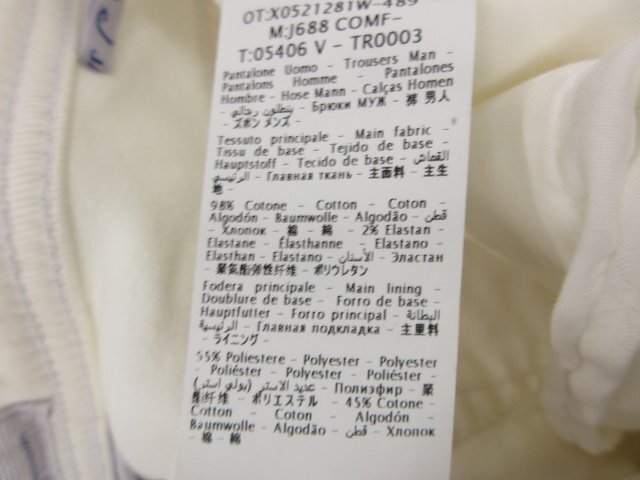 OT:X0521281W-489
M:J688 COMF-
T:05406 V - TR0003
Pantalone Uomo - Trousers Man -
Pantalons Homme - Pantalones
Hombre - Hose Mann - Calças Homen
- بنطلون رجالي - Брюки МУЖ - 裤 男人
- ズボン メンズ -
Tessuto principale - Main fabric -
Tissu de base - Tejido de base -
Hauptstoff - Tecido de base - القماش
الرئيسي - Главная ткань - 主面料 - 主生
地 -
98% Cotone - Cotton - Coton -
Algodón - Baumwolle - Algodão - قطن
- Хлопок - 棉 - 綿 - 2% Elastan -
Elastane - Élasthanne - Elastano -
Elasthan - Elastano - الأستان - Эластан
- 聚氨酯弹性纤维 - ポリウレタン
Fodera principale - Main lining -
Doublure de base - Forro de base -
Hauptfutter - Forro principal - البطانة
الرئيسية - Главная подкладка - 主里料
- ライニング -
55% Poliestere - Polyester - Polyester
- Poliéster - Polyester - Poliéster -
عديد الاستر (بولي استر) - Полиэфир - 聚
酯纤维 - ポリエステル - 45% Cotone -
Cotton - Coton - Algodón -
Baumwolle - Algodão - قطن - Хлопок
- 棉 - 綿